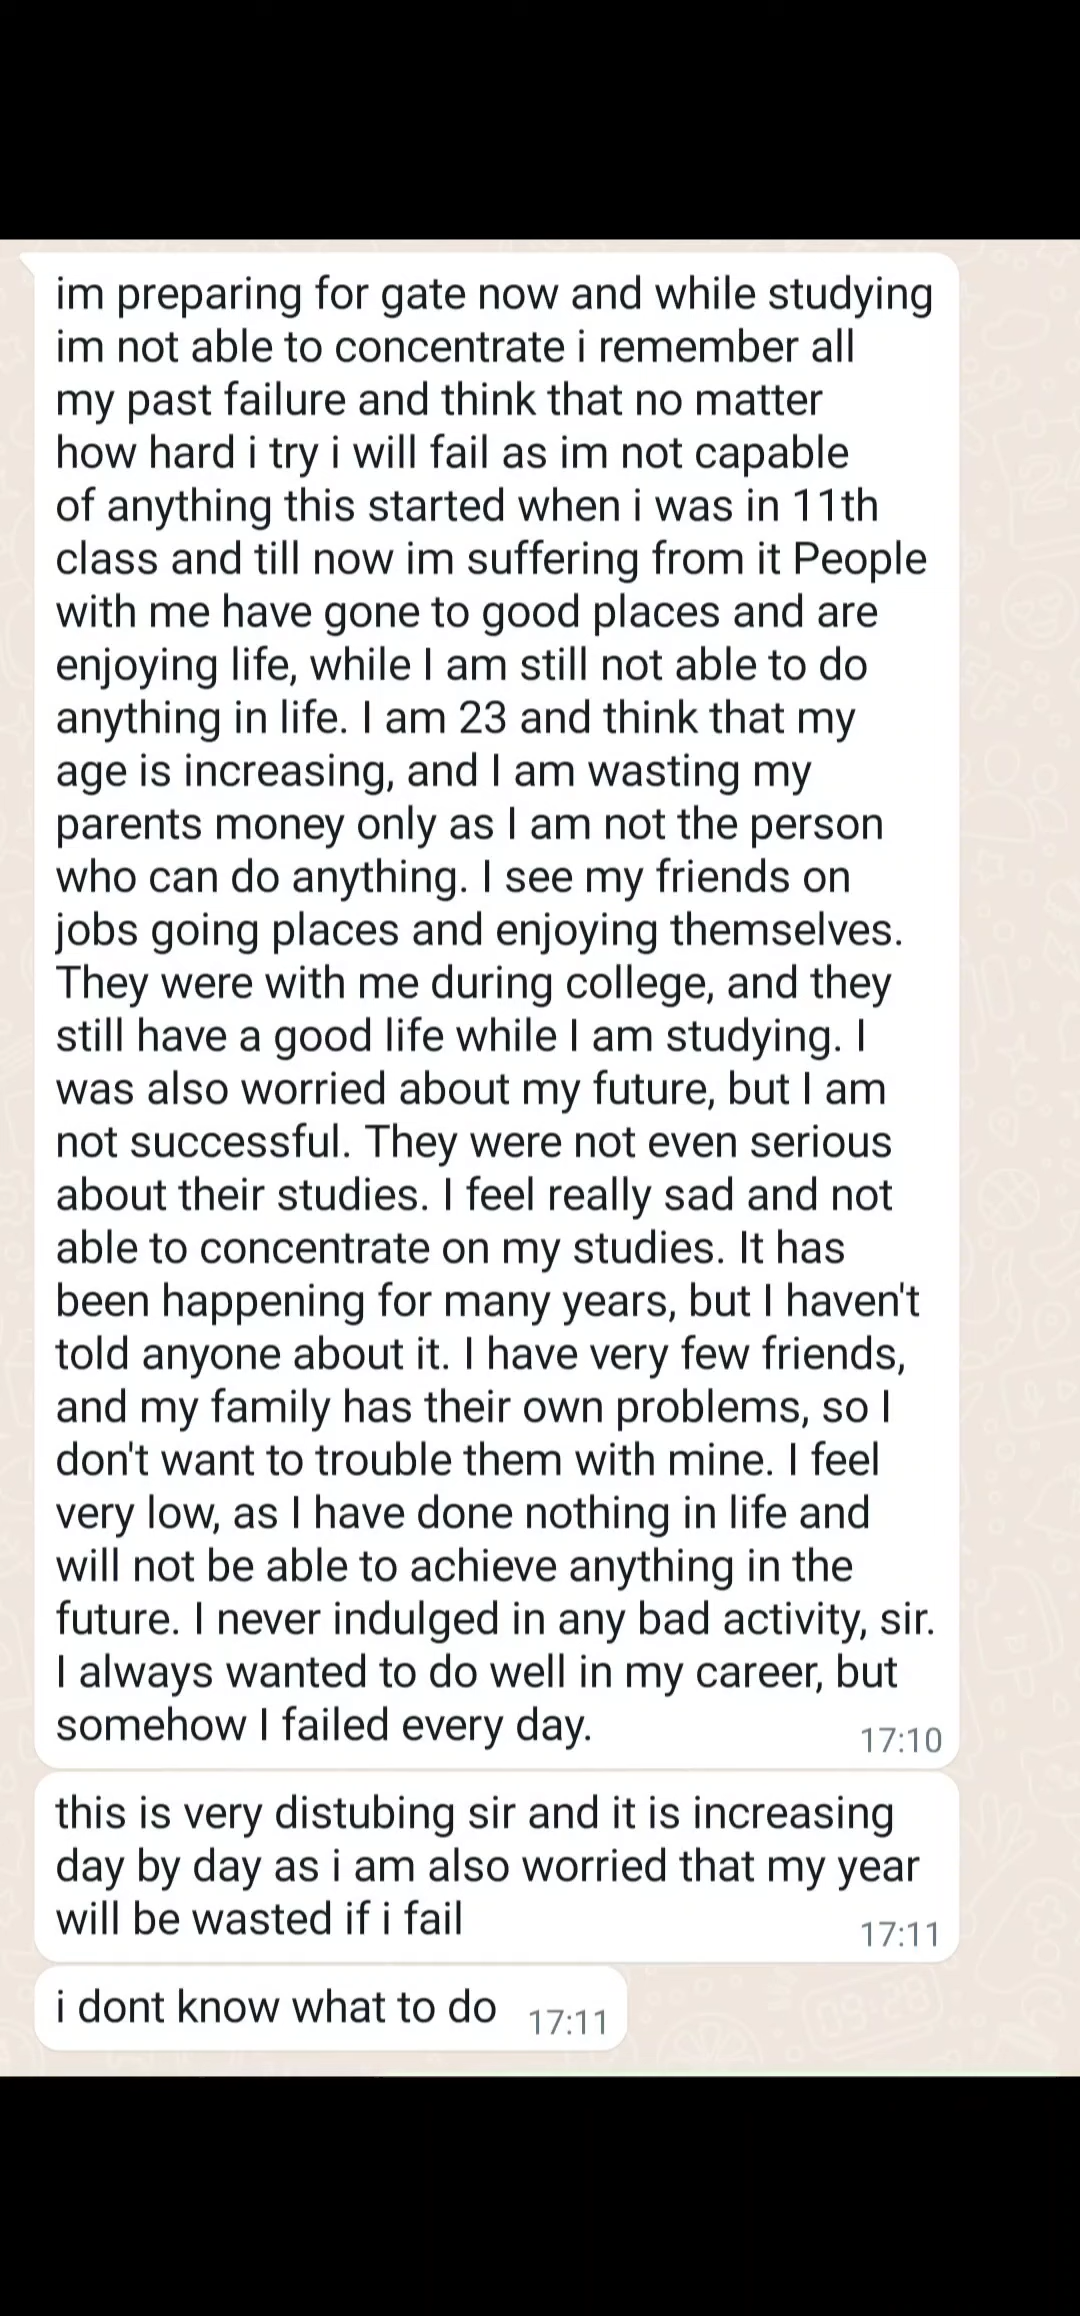 im preparing for gate now and while studying
im not able to concentrate i remember all
my past failure and think that no matter
how hard i try i will fail as im not capable
of anything this started when i was in 11th
class and till now im suffering from it People
with me have gone to good places and are
enjoying life, while I am still not able to do
anything in life. I am 23 and think that my
age is increasing, and I am wasting my
parents money only as I am not the person
who can do anything. I see my friends on
jobs going places and enjoying themselves.
They were with me during college, and they
still have a good life while I am studying. I
was also worried about my future, but I am
not successful. They were not even serious
about their studies. I feel really sad and not
able to concentrate on my studies. It has
been happening for many years, but I haven't
told anyone about it. I have very few friends,
and my family has their own problems, so I
don't want to trouble them with mine. I feel
very low, as I have done nothing in life and
will not be able to achieve anything in the
future. I never indulged in any bad activity, sir.
I always wanted to do well in my career, but
somehow I failed every day.
17:10
this is very distubing sir and it is increasing
day by day as i am also worried that my year
will be wasted if i fail
17:11
i dont know what to do 17:11